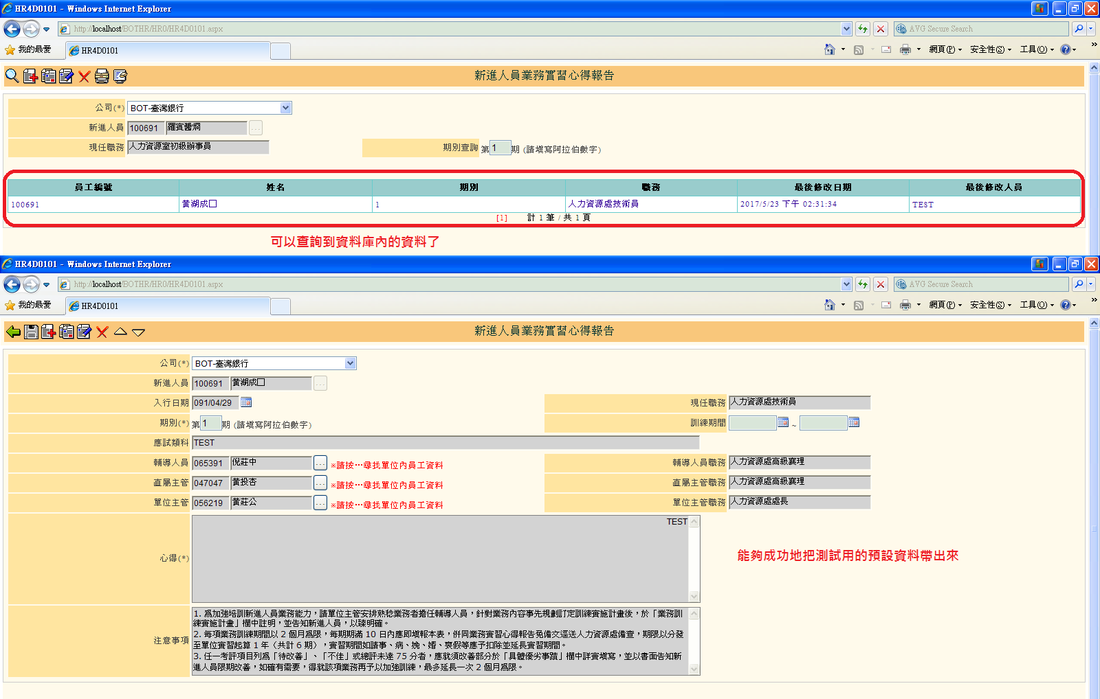 HR4D0101 - Windows Internet Explorer
http://localhost/BOTHR/HR0/HR4D0101.aspx
AVG Secure Search
我的最愛
HR4D0101
網頁(P)
安全性(S)
工具(O)
新進人員業務實習心得報告
公司(*)
BOT-臺灣銀行
新進人員
100691
現任職務
人力資源室初級辦事員
期別查詢
第 1 期 (請填寫阿拉伯數字)
員工編號 姓名 期別 職務 最後修改日期 最後修改人員
100691 黃湖成□ 1 人力資源處技術員 2017/5/23 下午 02:31:34 TEST
[1] 計 1 筆 / 共 1 頁
可以查詢到資料庫內的資料了
HR4D0101 - Windows Internet Explorer
http://localhost/BOTHR/HR0/HR4D0101.aspx
AVG Secure Search
我的最愛
HR4D0101
網頁(P)
安全性(S)
工具(O)
新進人員業務實習心得報告
公司(*)
BOT-臺灣銀行
新進人員
100691 黃湖成□
入行日期
091/04/29
現任職務
人力資源處技術員
期別(*)
第 1 期 (請填寫阿拉伯數字)
訓練期間
~
應試類科
TEST
輔導人員
065391 倪莊中 ... ※請按…尋找單位內員工資料
輔導人員職務
人力資源處高級襄理
直屬主管
047047 黃投杏 ... ※請按…尋找單位內員工資料
直屬主管職務
人力資源處高級襄理
單位主管
056219 黃莊公 ... ※請按…尋找單位內員工資料
單位主管職務
人力資源處處長
心得(*)
TEST
能夠成功地把測試用的預設資料帶出來
注意事項
1. 為加強培訓新進人員業務能力，請單位主管安排熟稔業務者擔任輔導人員，針對業務內容事先規劃訂定訓練實施計畫後，於「業務訓
練實施計畫」欄中註明，並告知新進人員，以臻明確。
2. 每項業務訓練期間以 2 個月為限，每期期滿 10 日內應即填報本表，併同業務實習心得報告免備文逕送人力資源處備查，期限以分發
至單位實習起算 1 年（共計 6 期），實習期間如請事、病、娩、婚、喪假等應予扣除並延長實習期間。
3. 任一考評項目列為「待改善」、「不佳」或總評未達 75 分者，應就須改善部分於「具體優劣事蹟」欄中詳實填寫，並以書面告知新
進人員限期改善，如確有需要，得就該項業務再予以加強訓練，最多延長一次 2 個月為限。